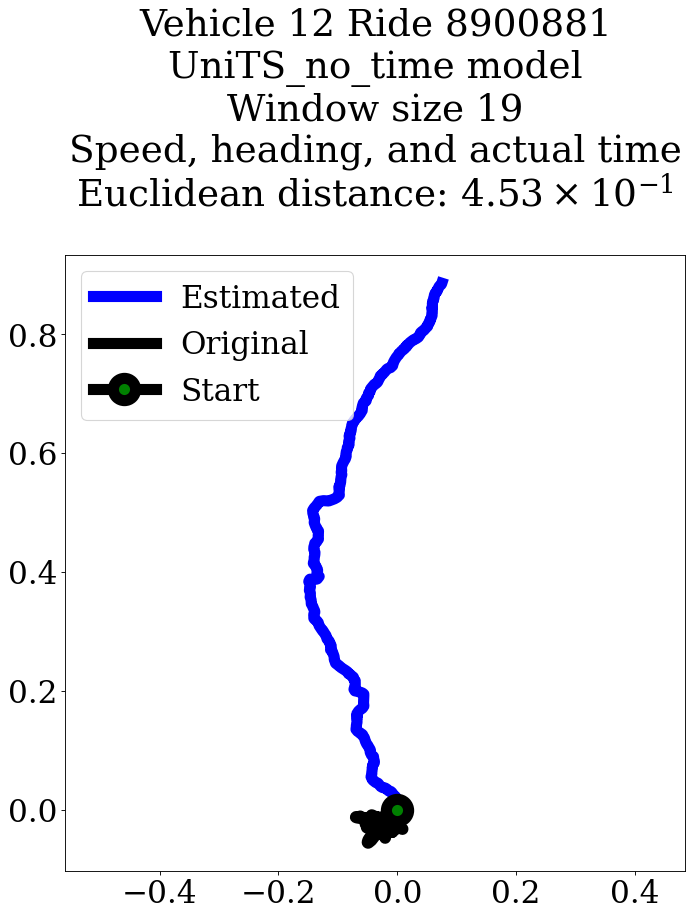 Vehicle 12 Ride 8900881
UniTS_no_time model
Window size 19
Speed, heading, and actual time
Euclidean distance: 4.53 × 10⁻¹
Estimated
Original
Start
0.8
0.6
0.4
0.2
0.0
−0.4 −0.2 0.0 0.2 0.4